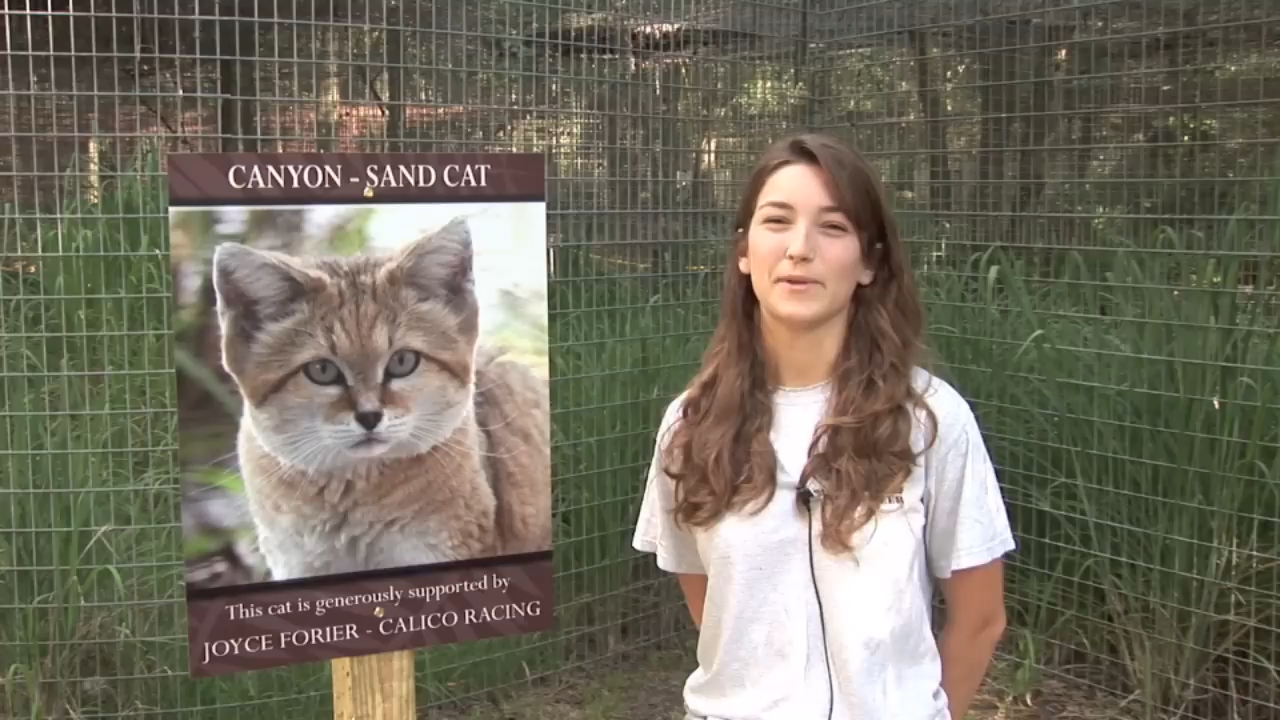 CANYON - SAND CAT
This cat is generously supported by
JOYCE FORIER - CALICO RACING